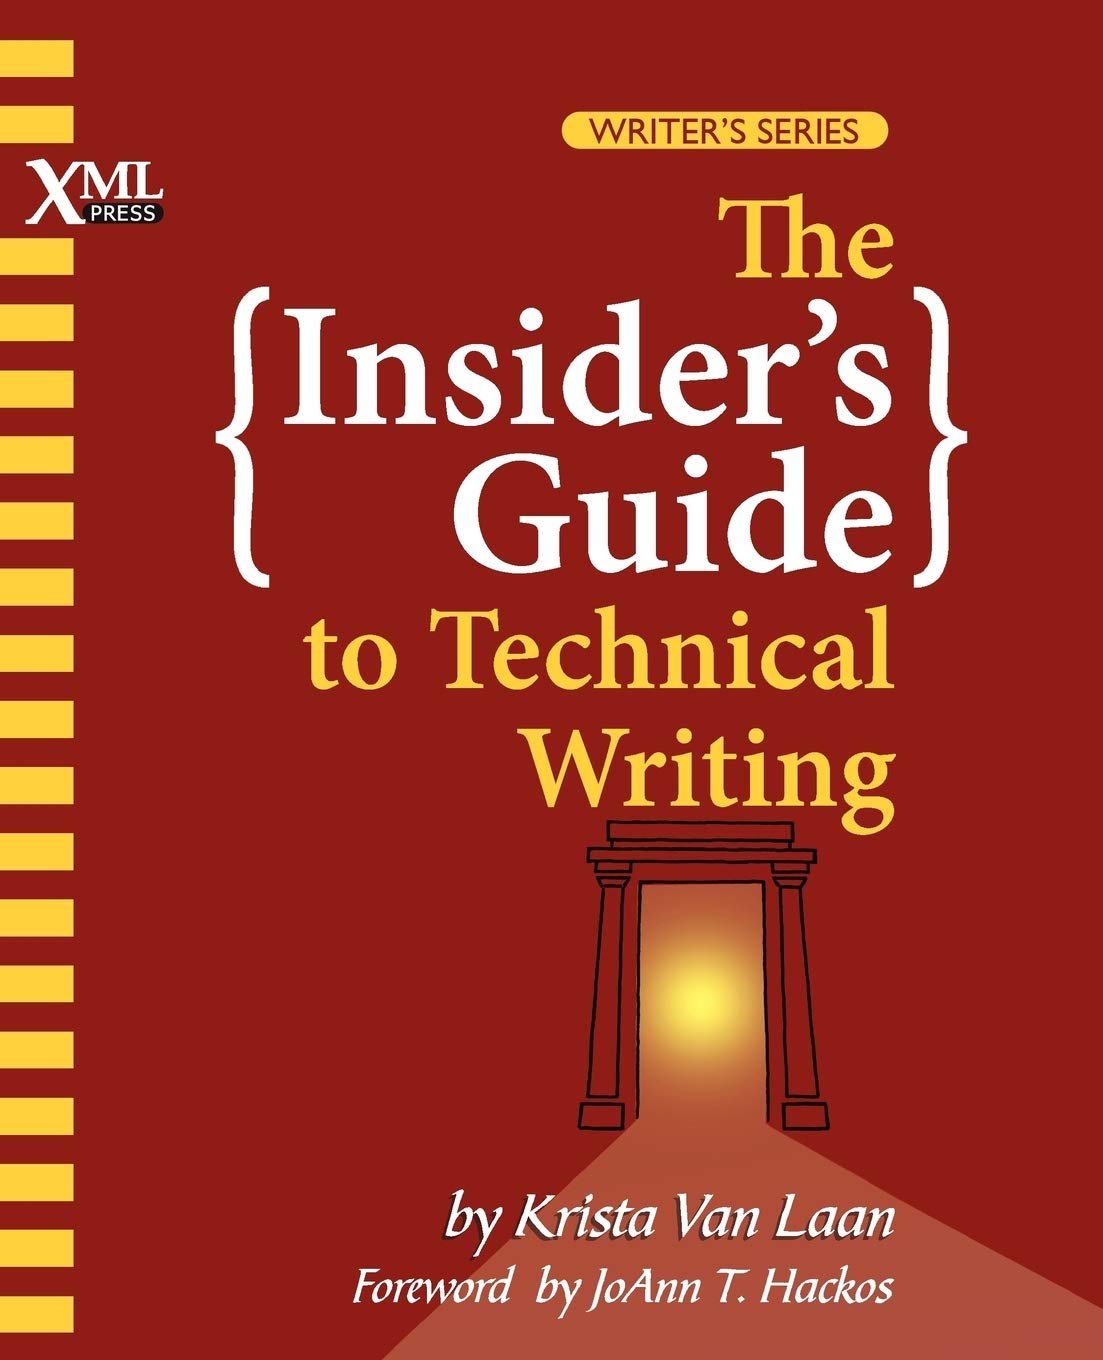 WRITER'S SERIES
XML
PRESS
The
{Insider's
Guide}
to Technical
Writing
by Krista Van Laan
Foreword by JoAnn T. Hackos